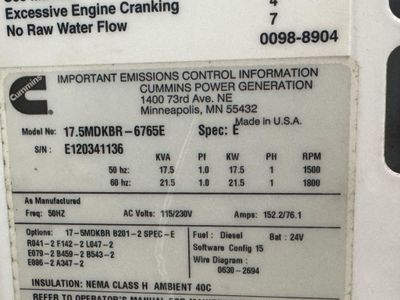 Excessive Engine Cranking 4
No Raw Water Flow 7
0098-8904
Cummins
IMPORTANT EMISSIONS CONTROL INFORMATION
CUMMINS POWER GENERATION
1400 73rd Ave. NE
Minneapolis, MN 55432
Made in U.S.A.
Model No: 17.5MDKBR-6765E Spec: E
S/N : E120341136
KVA Pf KW PH RPM
50 hz: 17.5 1.0 17.5 1 1500
60 hz: 21.5 1.0 21.5 1 1800
As Manufactured
Freq: 50HZ AC Volts: 115/230V Amps: 152.2/76.1
Options: 17-5MDKBR B201-2 SPEC-E
R041-2 F142-2 L047-2
E079-2 B459-2 B543-2
E086-2 A347-2
Fuel: Diesel Bat: 24V
Software Config 15
Wire Diagram :
0630-2694
INSULATION: NEMA CLASS H AMBIENT 40C
REFER TO OPERATOR'S MANUAL